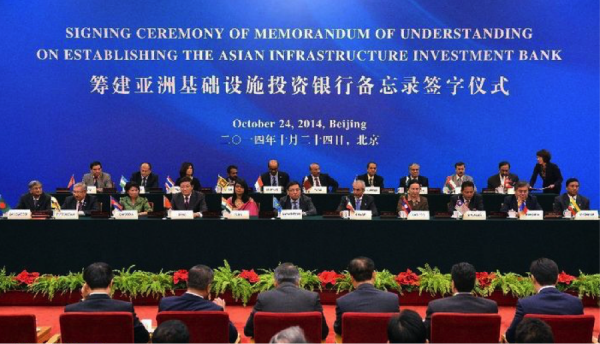 SIGNING CEREMONY OF MEMORANDUM OF UNDERSTANDING
ON ESTABLISHING THE ASIAN INFRASTRUCTURE INVESTMENT BANK
筹建亚洲基础设施投资银行备忘录签字仪式
October 24, 2014, Beijing
二〇一四年十月二十四日，北京